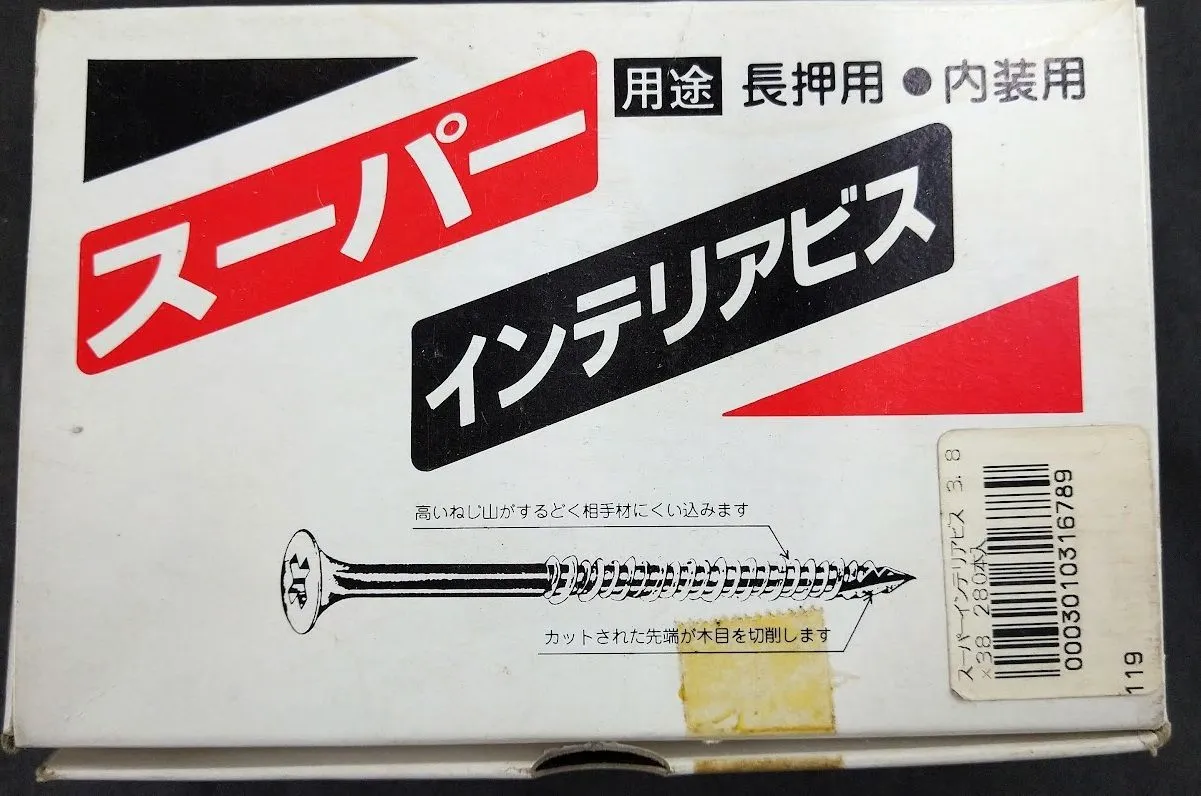 用途 長押用●内装用
スーパー
インテリアビス
高いねじ山がするどく相手材にくい込みます
カットされた先端が木目を切削します
スーパーインテリアビス 3.8
×38 280本入
0003010316789
119